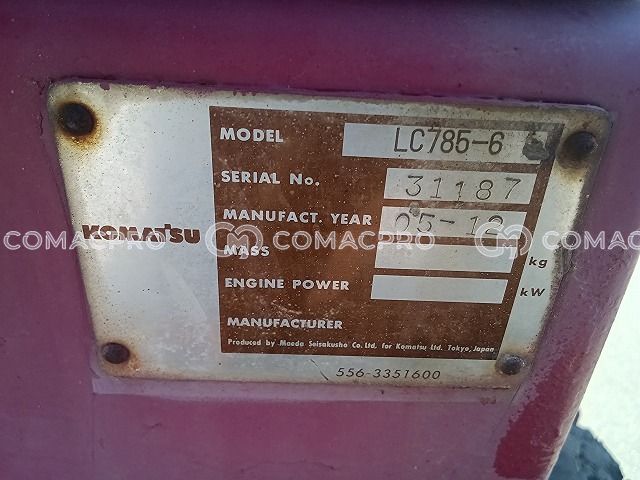 MODEL LC785-6
SERIAL No. 31187
MANUFACT. YEAR 05-12
KOMATSU
COMACPRO COMACPRO COMACPRO
MASS kg
ENGINE POWER kW
MANUFACTURER
Produced by Maeda Seisakusho Co. Ltd. for Komatsu Ltd. Tokyo, Japan
556-3351600